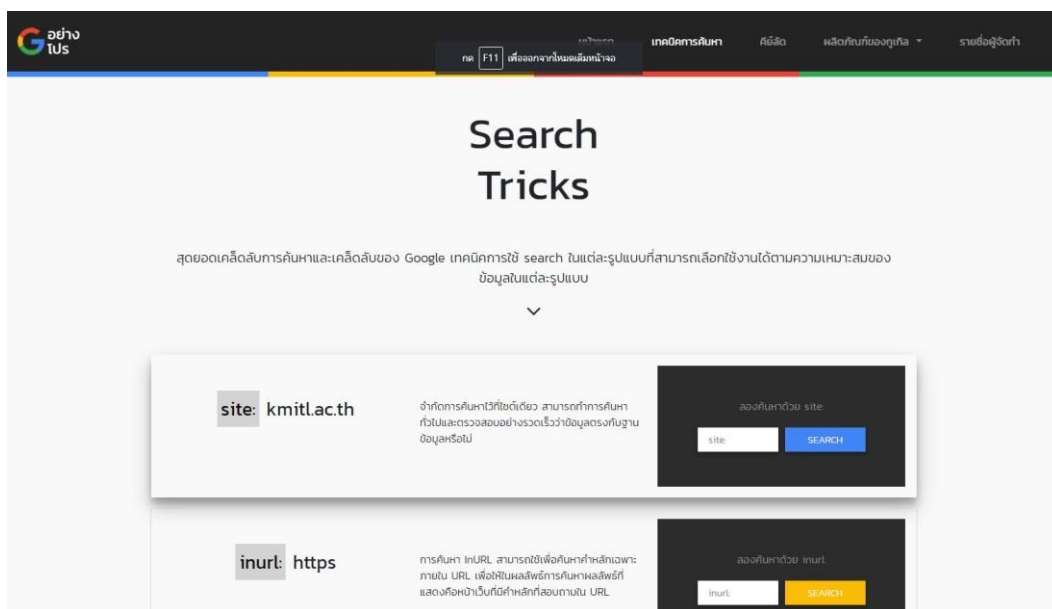 อย่าง
โปร
หน้าแรก
เทคนิคการค้นหา
คีย์ลัด
ผลิตภัณฑ์ของกูเกิล
รายชื่อผู้จัดทำ
กด F11 เพื่อออกจากโหมดเต็มหน้าจอ
Search
Tricks
สุดยอดเคล็ดลับการค้นหาและเคล็ดลับของ Google เทคนิคการใช้ search ในแต่ละรูปแบบที่สามารถเลือกใช้งานได้ตามความเหมาะสมของ
ข้อมูลในแต่ละรูปแบบ
site: kmitl.ac.th
จำกัดการค้นหาไว้ที่ไซต์เดียว สามารถทำการค้นหา
ทั่วไปและตรวจสอบอย่างรวดเร็วว่าข้อมูลตรงกับฐาน
ข้อมูลหรือไม่
ลองค้นหาด้วย site:
site:
SEARCH
inurl: https
การค้นหา InURL สามารถใช้เพื่อค้นหาคำหลักเฉพาะ
ภายใน URL เพื่อให้ในผลลัพธ์การค้นหาผลลัพธ์ที่
แสดงคือหน้าเว็บที่มีคำหลักที่สอบถามใน URL
ลองค้นหาด้วย inurl:
inurl:
SEARCH